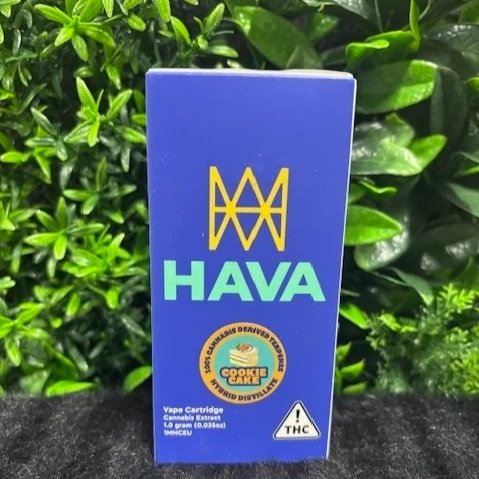 HAVA
100% CANNABIS DERIVED TERPENES
COOKIE
CAKE
HYBRID DISTILLATE
Vape Cartridge
Cannabis Extract
1.0 gram (0.035oz)
1MMCEU
!
THC